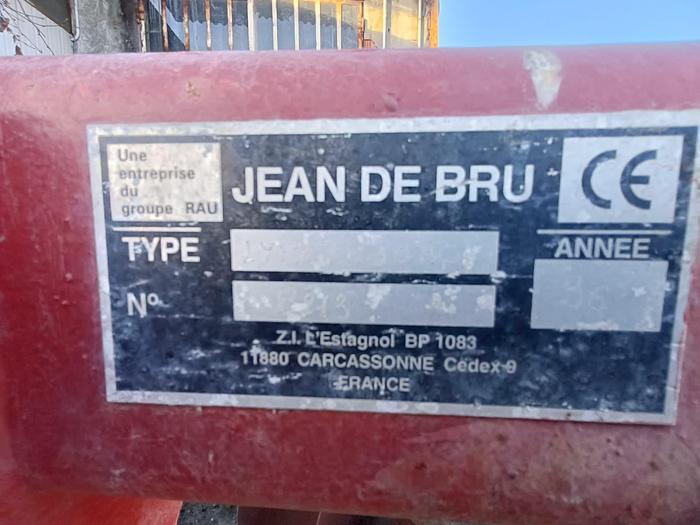 Une
entreprise
du
groupe RAU
JEAN DE BRU
CE
TYPE
ANNEE
Nº
Z.I. L'Estagnol BP 1083
11880 CARCASSONNE Cedex 9
FRANCE